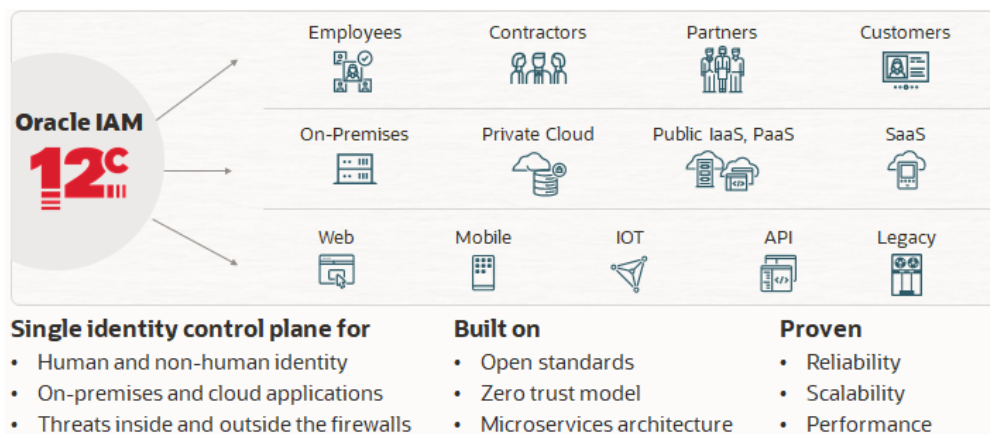 Employees Contractors Partners Customers
Oracle IAM
12c
On-Premises Private Cloud Public IaaS, PaaS SaaS
Web Mobile IOT API Legacy
Single identity control plane for
• Human and non-human identity
• On-premises and cloud applications
• Threats inside and outside the firewalls
Built on
• Open standards
• Zero trust model
• Microservices architecture
Proven
• Reliability
• Scalability
• Performance